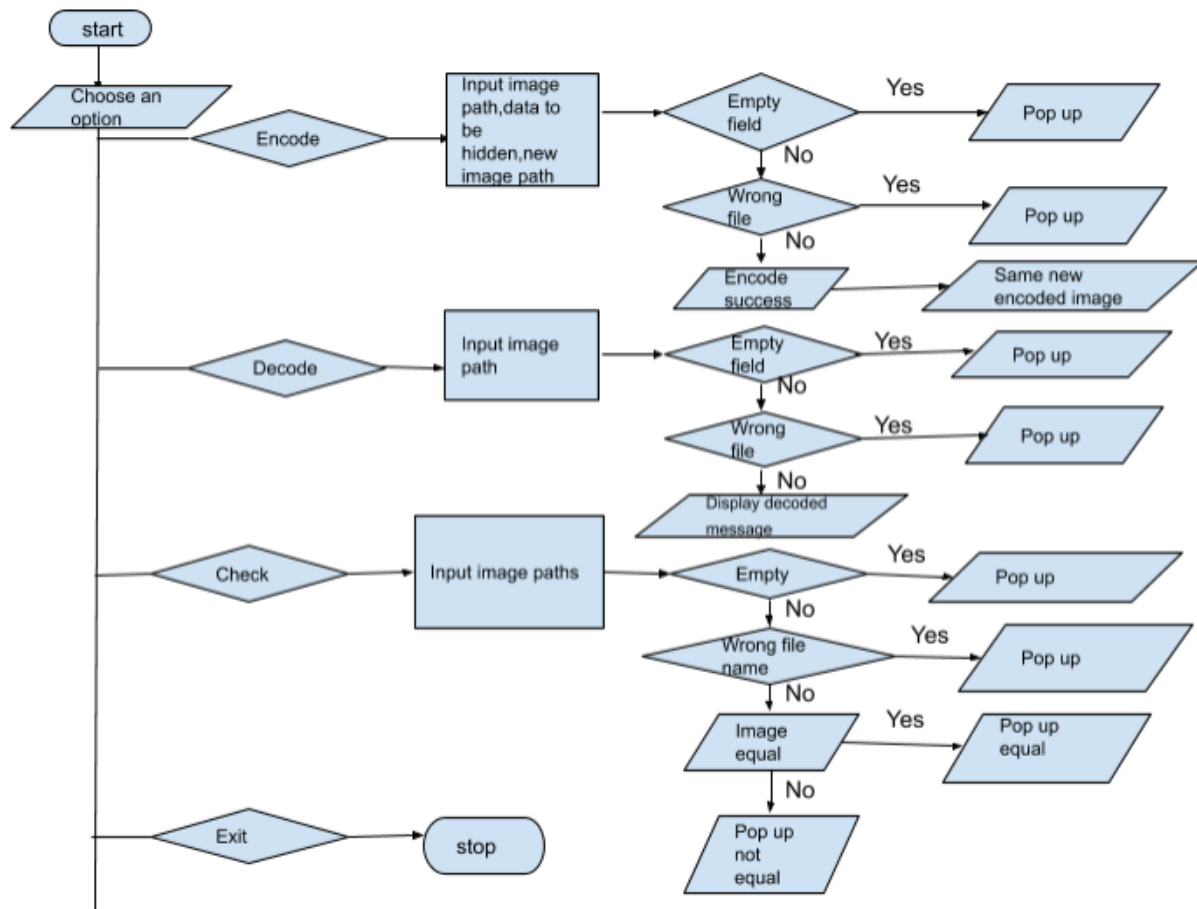 start
Choose an
option
Encode
Input image
path,data to
be
hidden,new
image path
Empty
field
Yes
Pop up
No
Wrong
file
Yes
Pop up
No
Encode
success
Same new
encoded image
Decode
Input image
path
Empty
field
Yes
Pop up
No
Wrong
file
Yes
Pop up
No
Display decoded
message
Check
Input image paths
Empty
Yes
Pop up
No
Wrong file
name
Yes
Pop up
No
Image
equal
Yes
Pop up
equal
No
Pop up
not
equal
Exit
stop